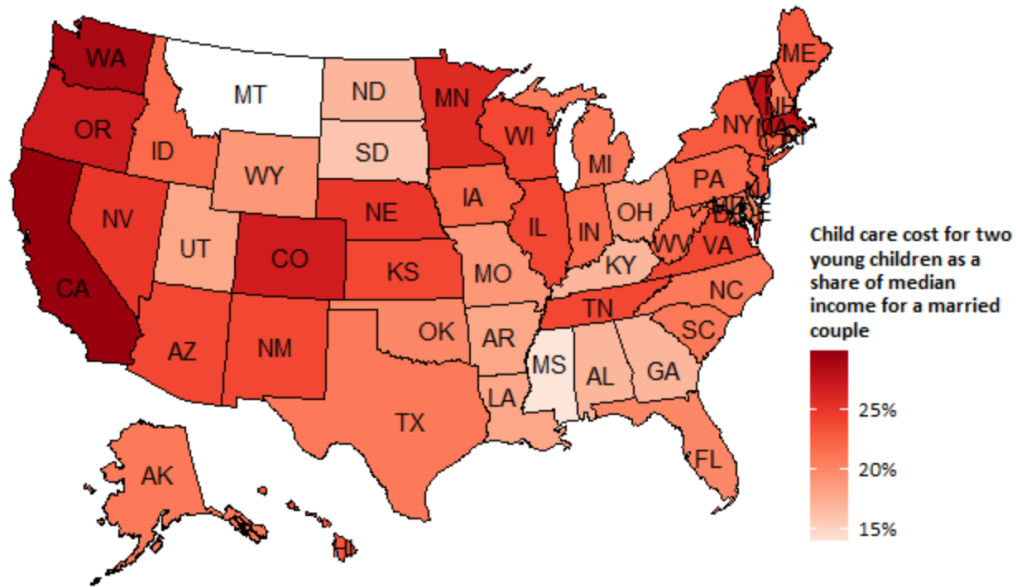 WA
MT
ND
MN
ME
VT
NH
OR
ID
WY
SD
WI
MI
NY
MA
RI
NV
UT
CO
NE
IA
IL
IN
OH
PA
NJ
WV
VA
KS
MO
KY
CA
AZ
NM
OK
AR
TN
NC
SC
MS
AL
GA
LA
TX
FL
AK
HI
Child care cost for two
young children as a
share of median
income for a married
couple
25%
20%
15%